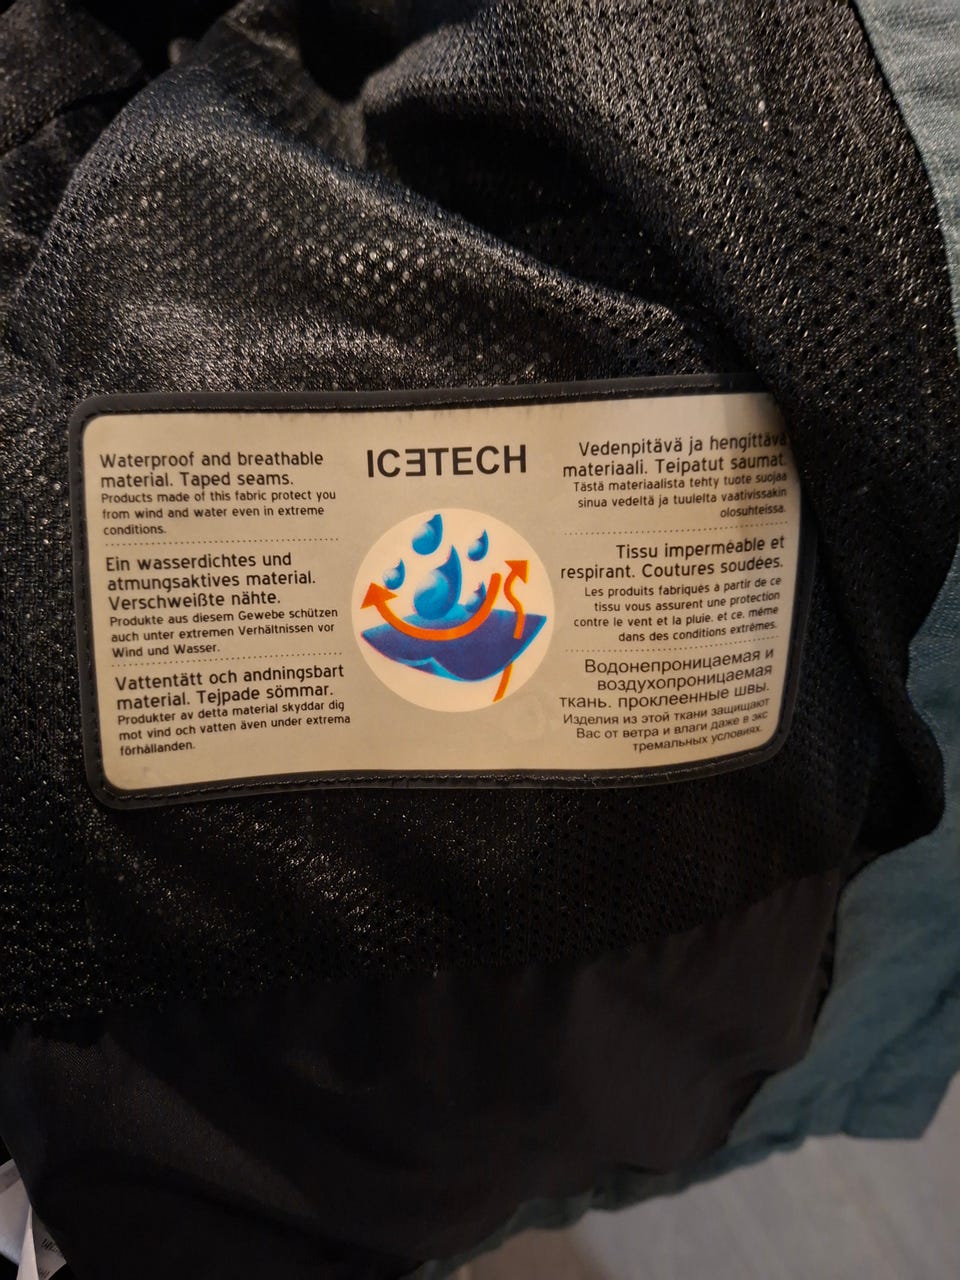 Waterproof and breathable
material. Taped seams.
Products made of this fabric protect you
from wind and water even in extreme
conditions.
Ein wasserdichtes und
atmungsaktives material.
Verschweißte nähte.
Produkte aus diesem Gewebe schützen
auch unter extremen Verhältnissen vor
Wind und Wasser.
Vattentätt och andningsbart
material. Tejpade sömmar.
Produkter av detta material skyddar dig
mot vind och vatten även under extrema
förhållanden.
ICƎTECH
Vedenpitävä ja hengittävä
materiaali. Teipatut saumat.
Tästä materiaalista tehty tuote suojaa
sinua vedeltä ja tuulelta vaativissakin
olosuhteissa.
Tissu imperméable et
respirant. Coutures soudées.
Les produits fabriqués à partir de ce
tissu vous assurent une protection
contre le vent et la pluie. et ce, même
dans des conditions extrêmes.
Водонепроницаемая и
воздухопроницаемая
ткань. проклеенные швы.
Изделия из этой ткани защищают
Вас от ветра и влаги даже в экс
тремальных условиях.